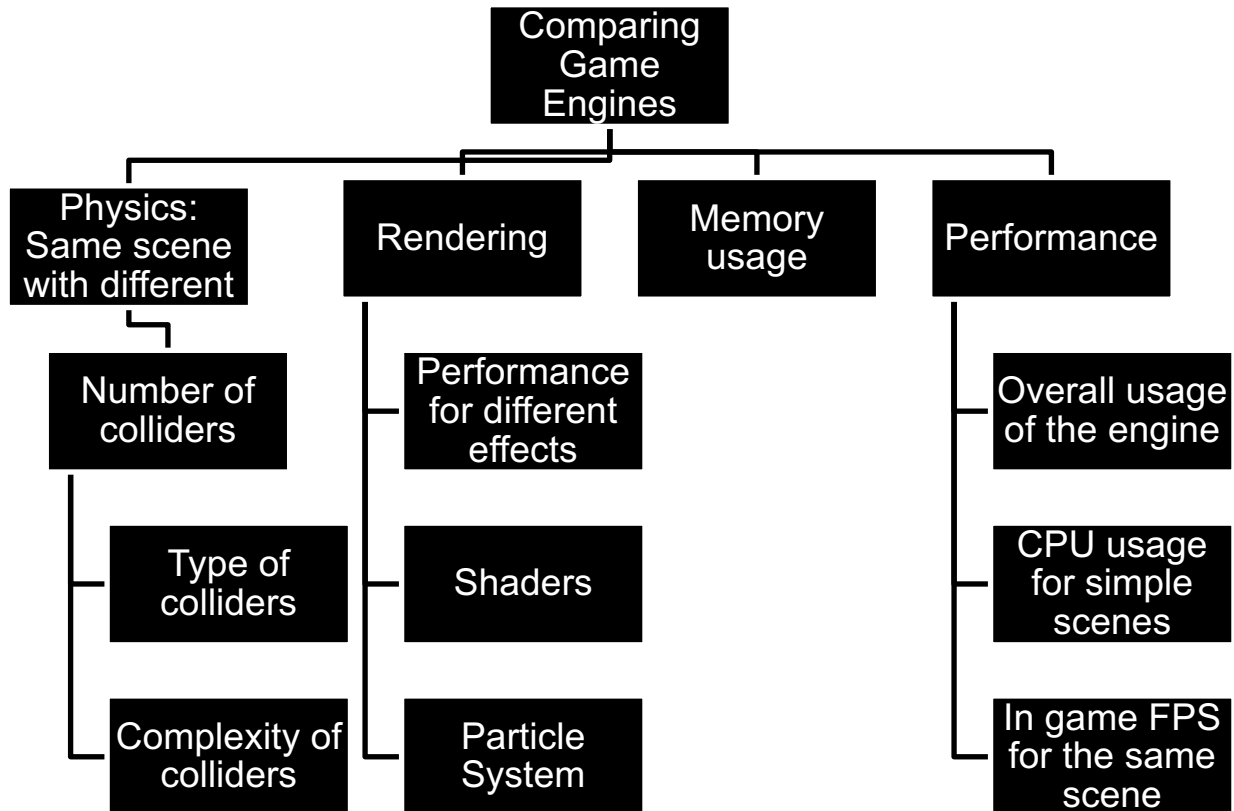 Comparing
Game
Engines
Physics:
Same scene
with different
Rendering
Memory
usage
Performance
Number of
colliders
Performance
for different
effects
Overall usage
of the engine
Type of
colliders
Shaders
CPU usage
for simple
scenes
Complexity of
colliders
Particle
System
In game FPS
for the same
scene